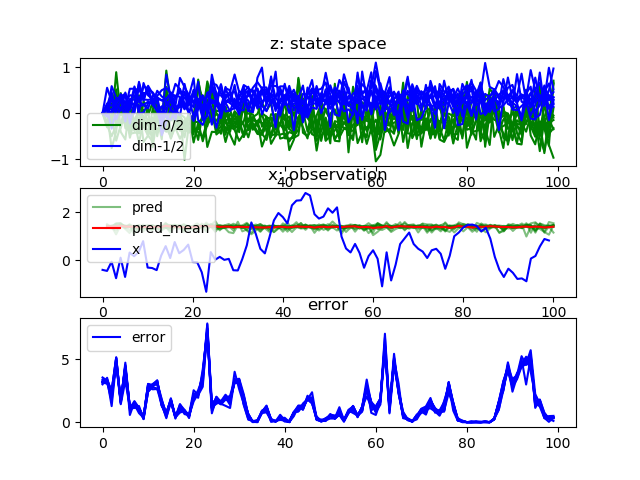 z: state space
1
0
−1
dim-0/2
dim-1/2
0 20 40 60 80 100
x: observation
2
0
pred
pred_mean
x
0 20 40 60 80 100
error
5
0
error
0 20 40 60 80 100